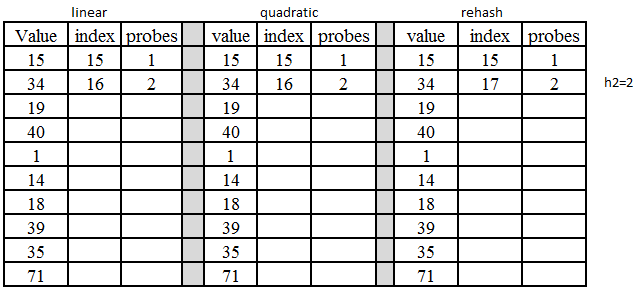 linear quadratic rehash
Value index probes value index probes value index probes
15 15 1 15 15 1 15 15 1
34 16 2 34 16 2 34 17 2 h2=2
19 19 19
40 40 40
1 1 1
14 14 14
18 18 18
39 39 39
35 35 35
71 71 71